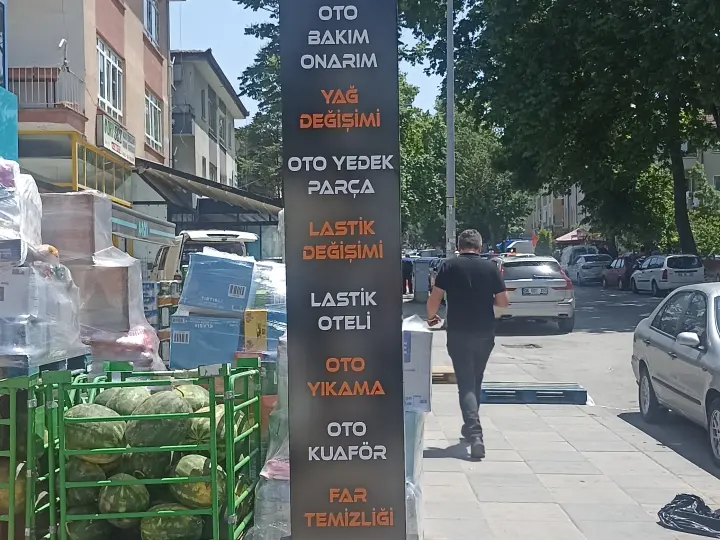 OTO
BAKIM
ONARIM
YAĞ
DEĞİŞİMİ
OTO YEDEK
PARÇA
LASTİK
DEĞİŞİMİ
LASTİK
OTELİ
OTO
YIKAMA
OTO
KUAFÖR
FAR
TEMİZLİĞİ